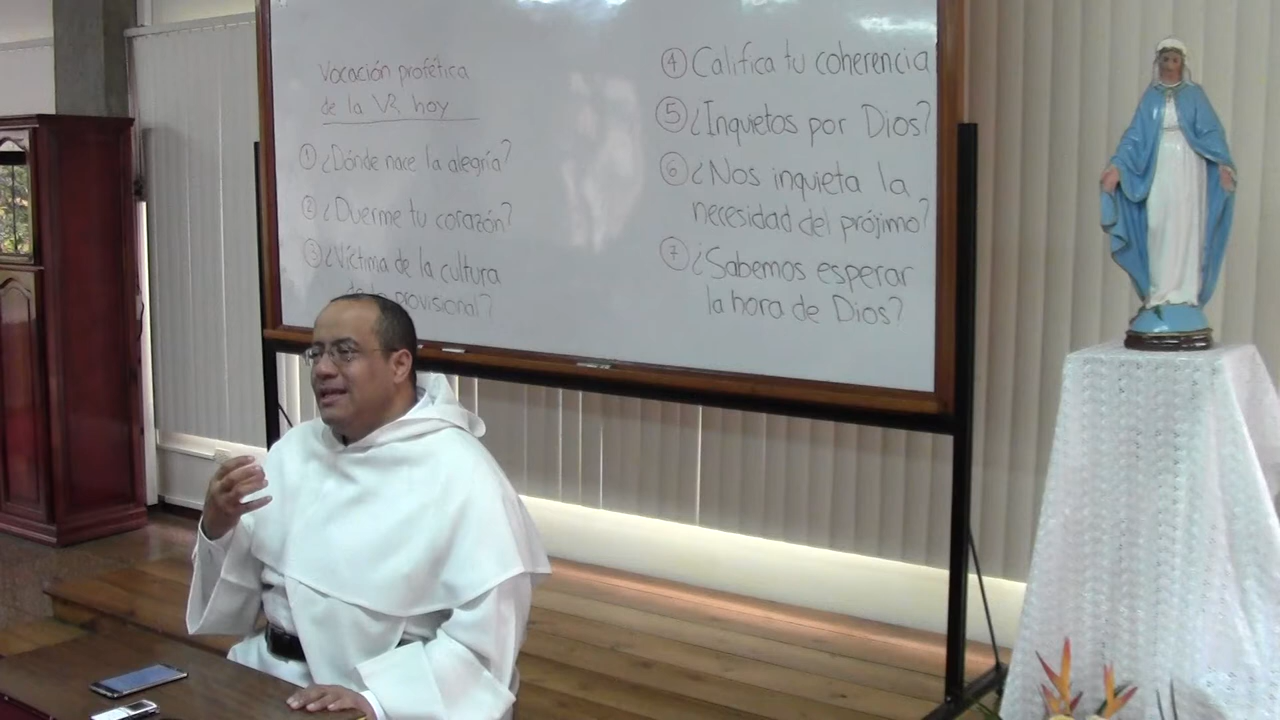 Vocación profética
de la VR hoy
① ¿Dónde nace la alegría?
② ¿Duerme tu corazón?
③ ¿Víctima de la cultura
de lo provisional?
④ Califica tu coherencia
⑤ ¿Inquietos por Dios?
⑥ ¿Nos inquieta la
necesidad del prójimo?
⑦ ¿Sabemos esperar
la hora de Dios?